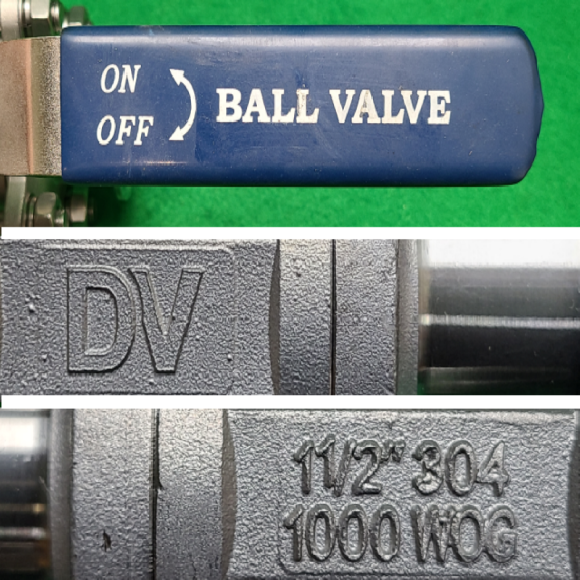 ON
OFF
BALL VALVE
DV
11/2" 304
1000 WOG